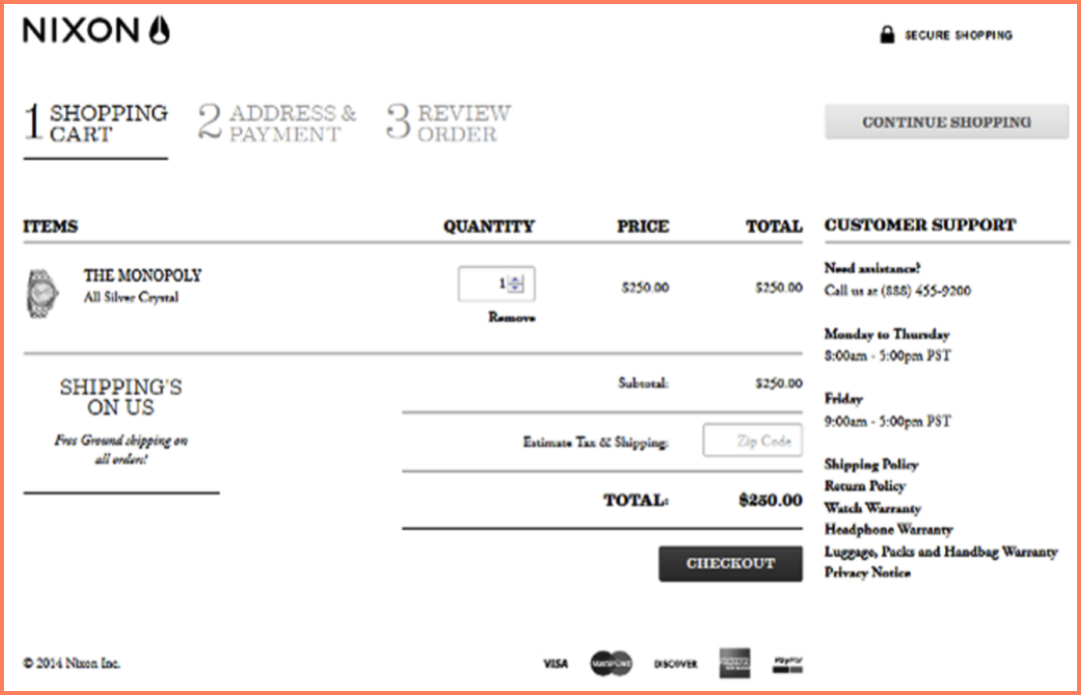 NIXON
SECURE SHOPPING
1 SHOPPING CART
2 ADDRESS & PAYMENT
3 REVIEW ORDER
CONTINUE SHOPPING
ITEMS QUANTITY PRICE TOTAL
THE MONOPOLY
All Silver Crystal
1 $250.00 $250.00
Remove
SHIPPING'S
ON US
Free Ground shipping on
all orders!
Subtotal: $250.00
Estimate Tax & Shipping: Zip Code
TOTAL: $250.00
CHECKOUT
CUSTOMER SUPPORT
Need assistance?
Call us at (888) 455-9200
Monday to Thursday
8:00am - 5:00pm PST
Friday
9:00am - 5:00pm PST
Shipping Policy
Return Policy
Watch Warranty
Headphone Warranty
Luggage, Packs and Handbag Warranty
Privacy Notice
© 2014 Nixon Inc.
VISA MasterCard DISCOVER PayPal